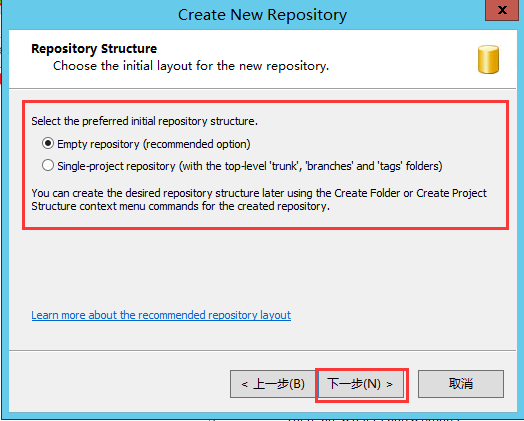 Create New Repository
x
Repository Structure
Choose the initial layout for the new repository.
Select the preferred initial repository structure.
Empty repository (recommended option)
Single-project repository (with the top-level 'trunk', 'branches' and 'tags' folders)
You can create the desired repository structure later using the Create Folder or Create Project
Structure context menu commands for the created repository.
Learn more about the recommended repository layout
< 上一步(B)
下一步(N) >
取消